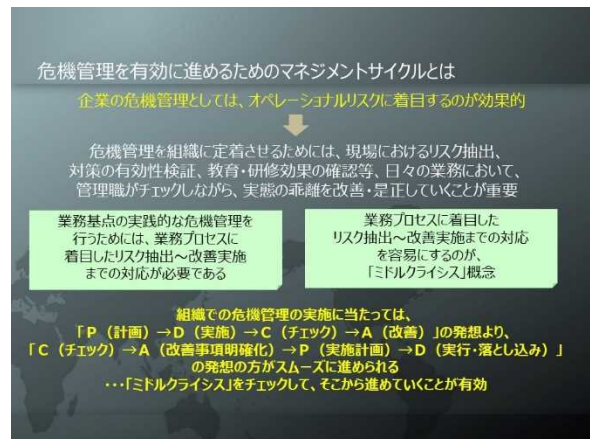 危機管理を有効に進めるためのマネジメントサイクルとは
企業の危機管理としては、オペレーショナルリスクに着目するのが効果的
危機管理を組織に定着させるためには、現場におけるリスク抽出、
対策の有効性検証、教育・研修効果の確認等、日々の業務において、
管理職がチェックしながら、実態の乖離を改善・是正していくことが重要
業務基点の実践的な危機管理を
行うためには、業務プロセスに
着目したリスク抽出～改善実施
までの対応が必要である
業務プロセスに着目した
リスク抽出～改善実施までの対応
を容易にするのが、
「ミドルクライシス」概念
組織での危機管理の実施に当たっては、
「P（計画）→D（実施）→C（チェック）→A（改善）」の発想より、
「C（チェック）→A（改善事項明確化）→P（実施計画）→D（実行・落とし込み）」
の発想の方がスムーズに進められる
・・・「ミドルクライシス」をチェックして、そこから進めていくことが有効